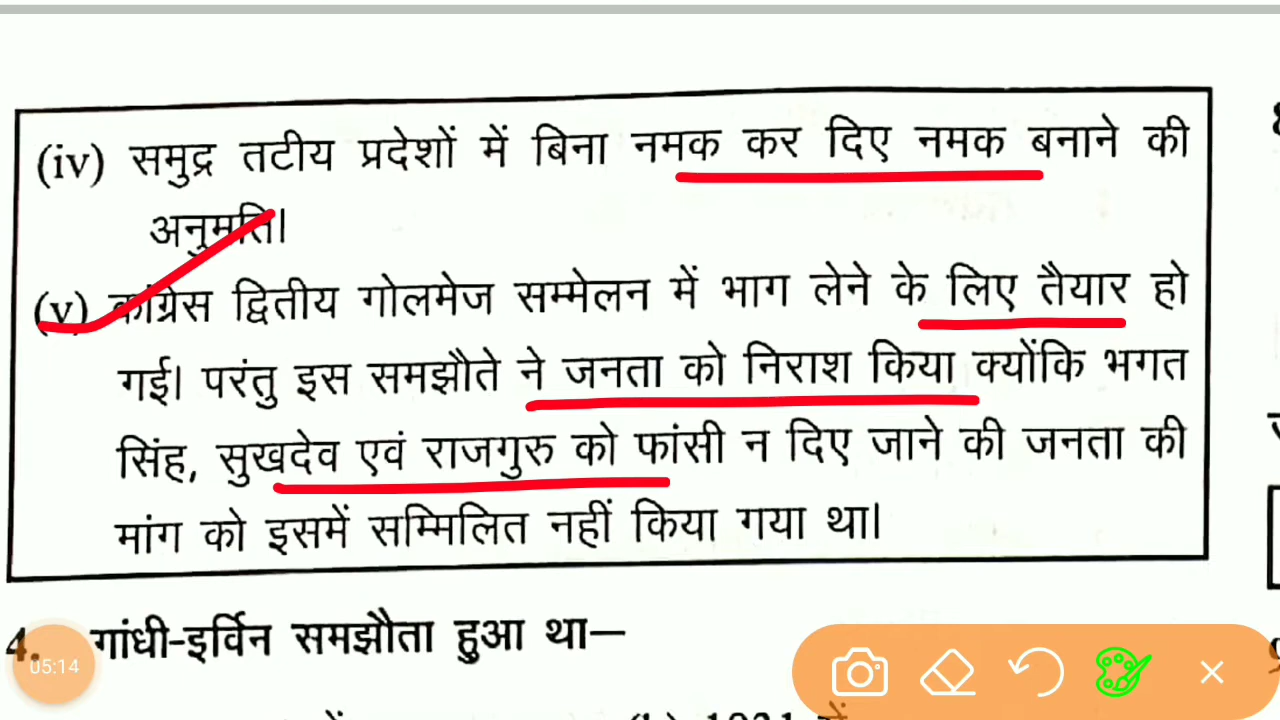 (iv) समुद्र तटीय प्रदेशों में बिना नमक कर दिए नमक बनाने की
अनुमति।
(v) कांग्रेस द्वितीय गोलमेज सम्मेलन में भाग लेने के लिए तैयार हो
गई। परंतु इस समझौते ने जनता को निराश किया क्योंकि भगत
सिंह, सुखदेव एवं राजगुरु को फांसी न दिए जाने की जनता की
मांग को इसमें सम्मिलित नहीं किया गया था।
4. गांधी-इर्विन समझौता हुआ था—
05:14